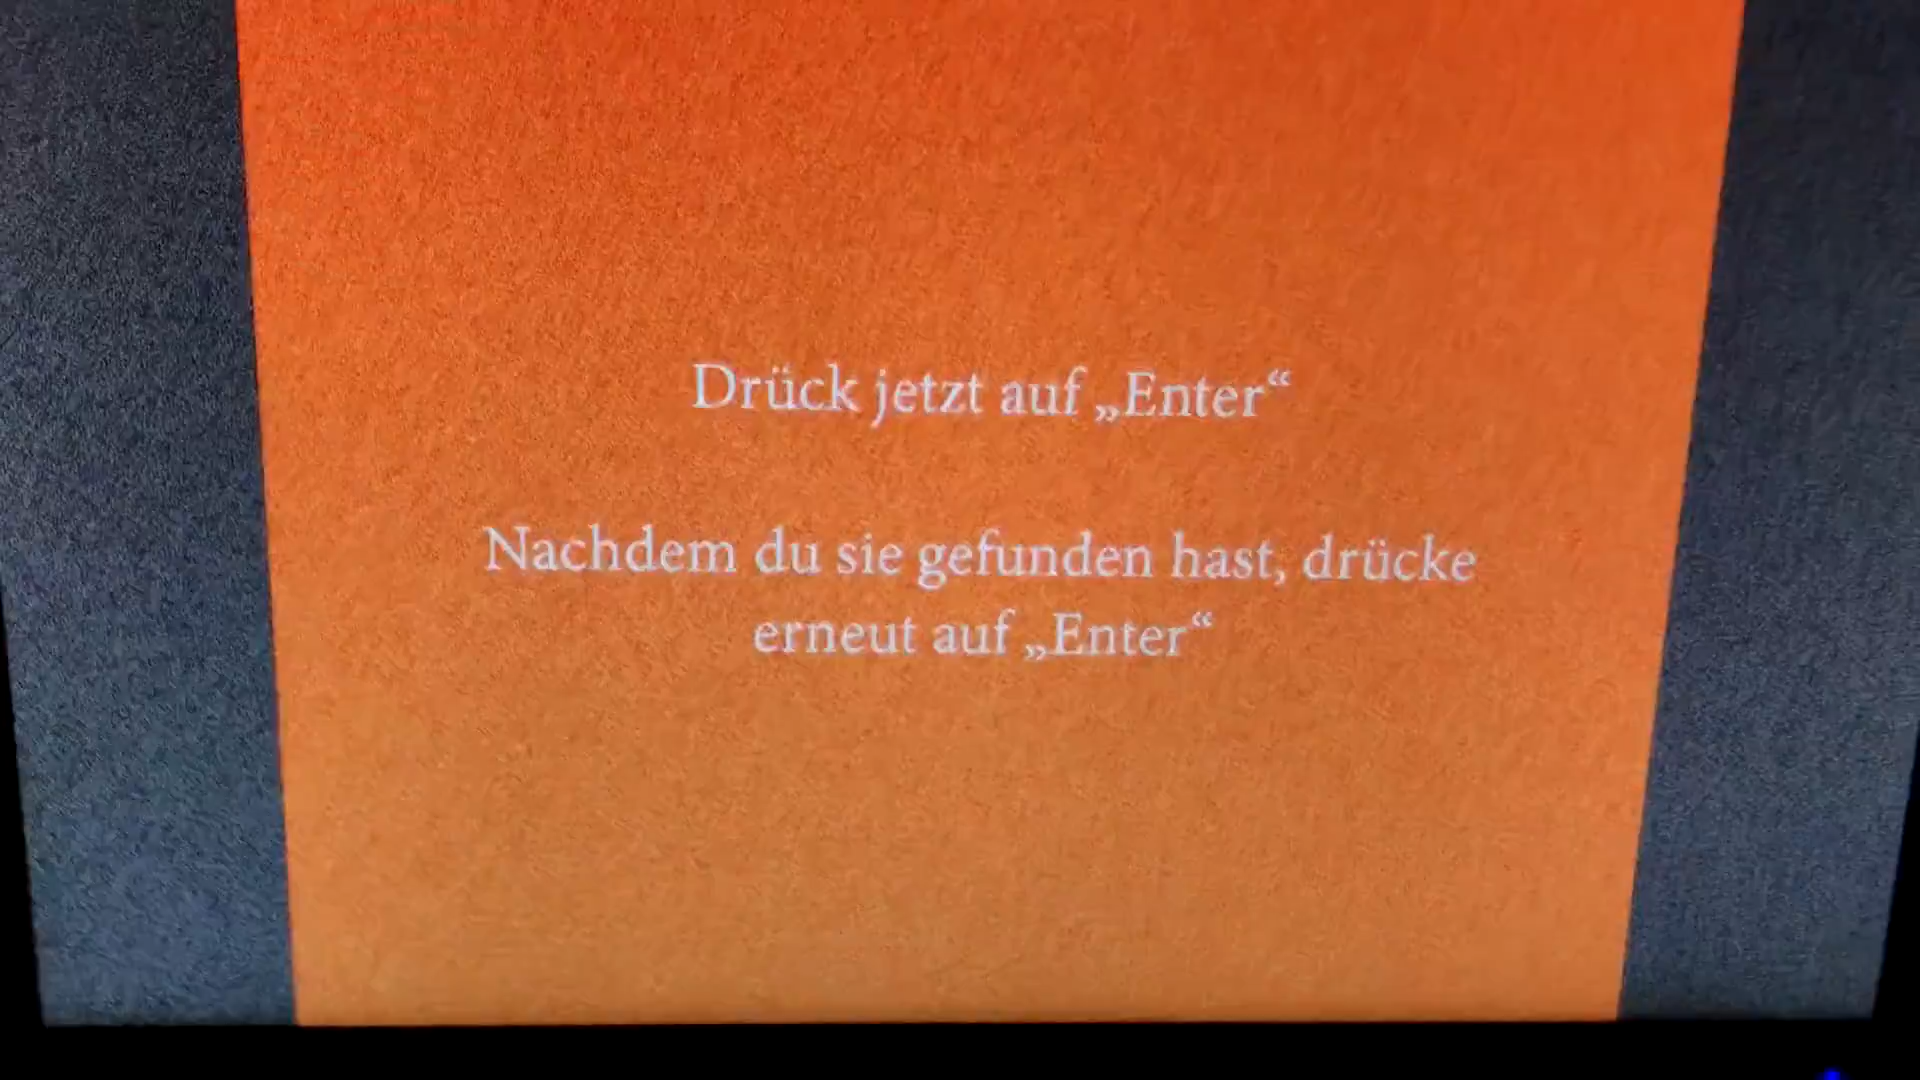 Drück jetzt auf „Enter“
Nachdem du sie gefunden hast, drücke
erneut auf „Enter“